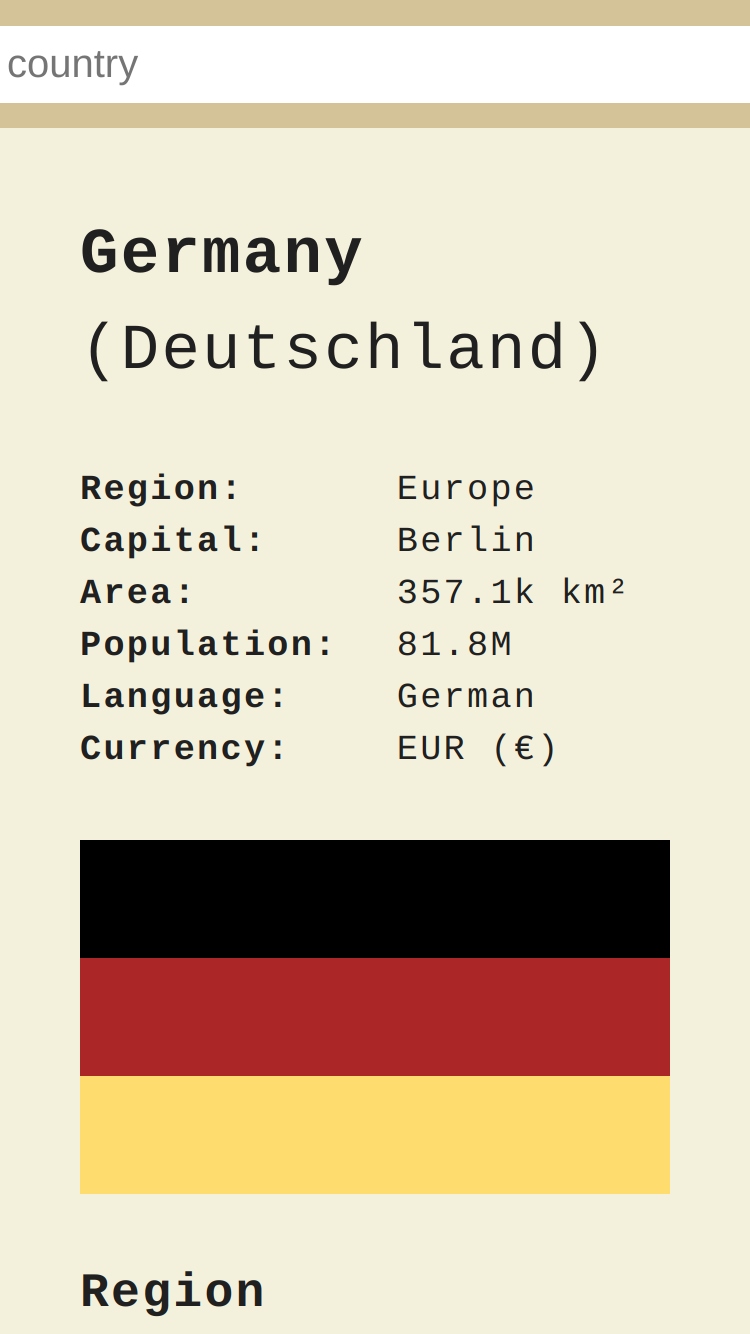 country
Germany
(Deutschland)
Region: Europe
Capital: Berlin
Area: 357.1k km²
Population: 81.8M
Language: German
Currency: EUR (€)
Region